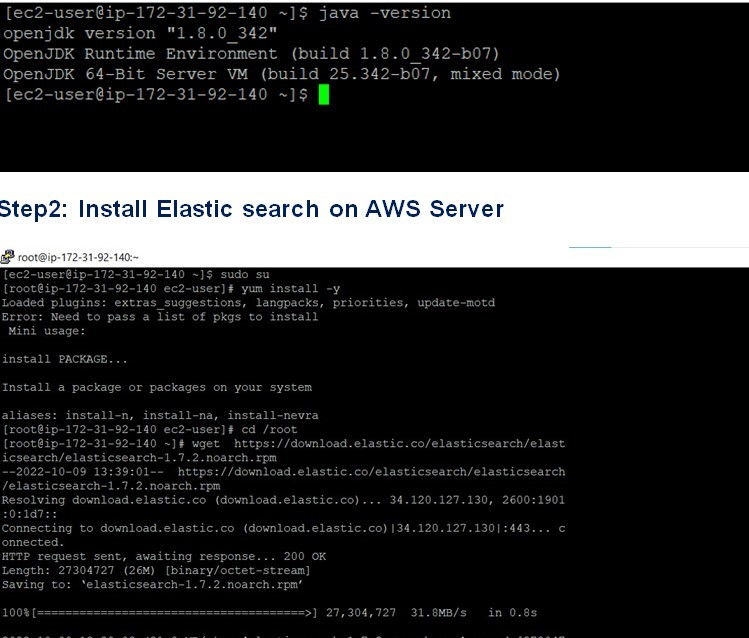 [ec2-user@ip-172-31-92-140 ~]$ java -version
openjdk version "1.8.0_342"
OpenJDK Runtime Environment (build 1.8.0_342-b07)
OpenJDK 64-Bit Server VM (build 25.342-b07, mixed mode)
[ec2-user@ip-172-31-92-140 ~]$
Step2: Install Elastic search on AWS Server
root@ip-172-31-92-140:~
[ec2-user@ip-172-31-92-140 ~]$ sudo su
[root@ip-172-31-92-140 ec2-user]# yum install -y
Loaded plugins: extras_suggestions, langpacks, priorities, update-motd
Error: Need to pass a list of pkgs to install
Mini usage:
install PACKAGE...
Install a package or packages on your system
aliases: install-n, install-na, install-nevra
[root@ip-172-31-92-140 ec2-user]# cd /root
[root@ip-172-31-92-140 ~]# wget  https://download.elastic.co/elasticsearch/elast
icsearch/elasticsearch-1.7.2.noarch.rpm
--2022-10-09 13:39:01--  https://download.elastic.co/elasticsearch/elasticsearch
/elasticsearch-1.7.2.noarch.rpm
Resolving download.elastic.co (download.elastic.co)... 34.120.127.130, 2600:1901
:0:1d7::
Connecting to download.elastic.co (download.elastic.co)|34.120.127.130|:443... c
onnected.
HTTP request sent, awaiting response... 200 OK
Length: 27304727 (26M) [binary/octet-stream]
Saving to: ‘elasticsearch-1.7.2.noarch.rpm’
100%[======================================>] 27,304,727  31.8MB/s   in 0.8s